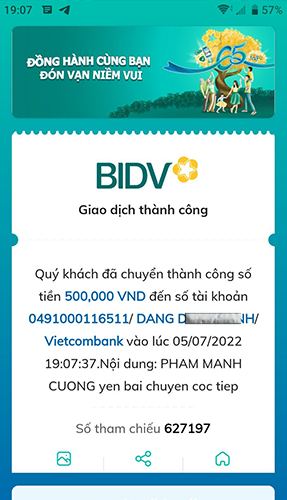 19:07
57%
ĐỒNG HÀNH CÙNG BẠN
ĐÓN VẠN NIỀM VUI
65
BIDV
Giao dịch thành công
Quý khách đã chuyển thành công số
tiền 500,000 VND đến số tài khoản
0491000116511/ DANG D NH/
Vietcombank vào lúc 05/07/2022
19:07:37.Nội dung: PHAM MANH
CUONG yen bai chuyen coc tiep
Số tham chiếu 627197